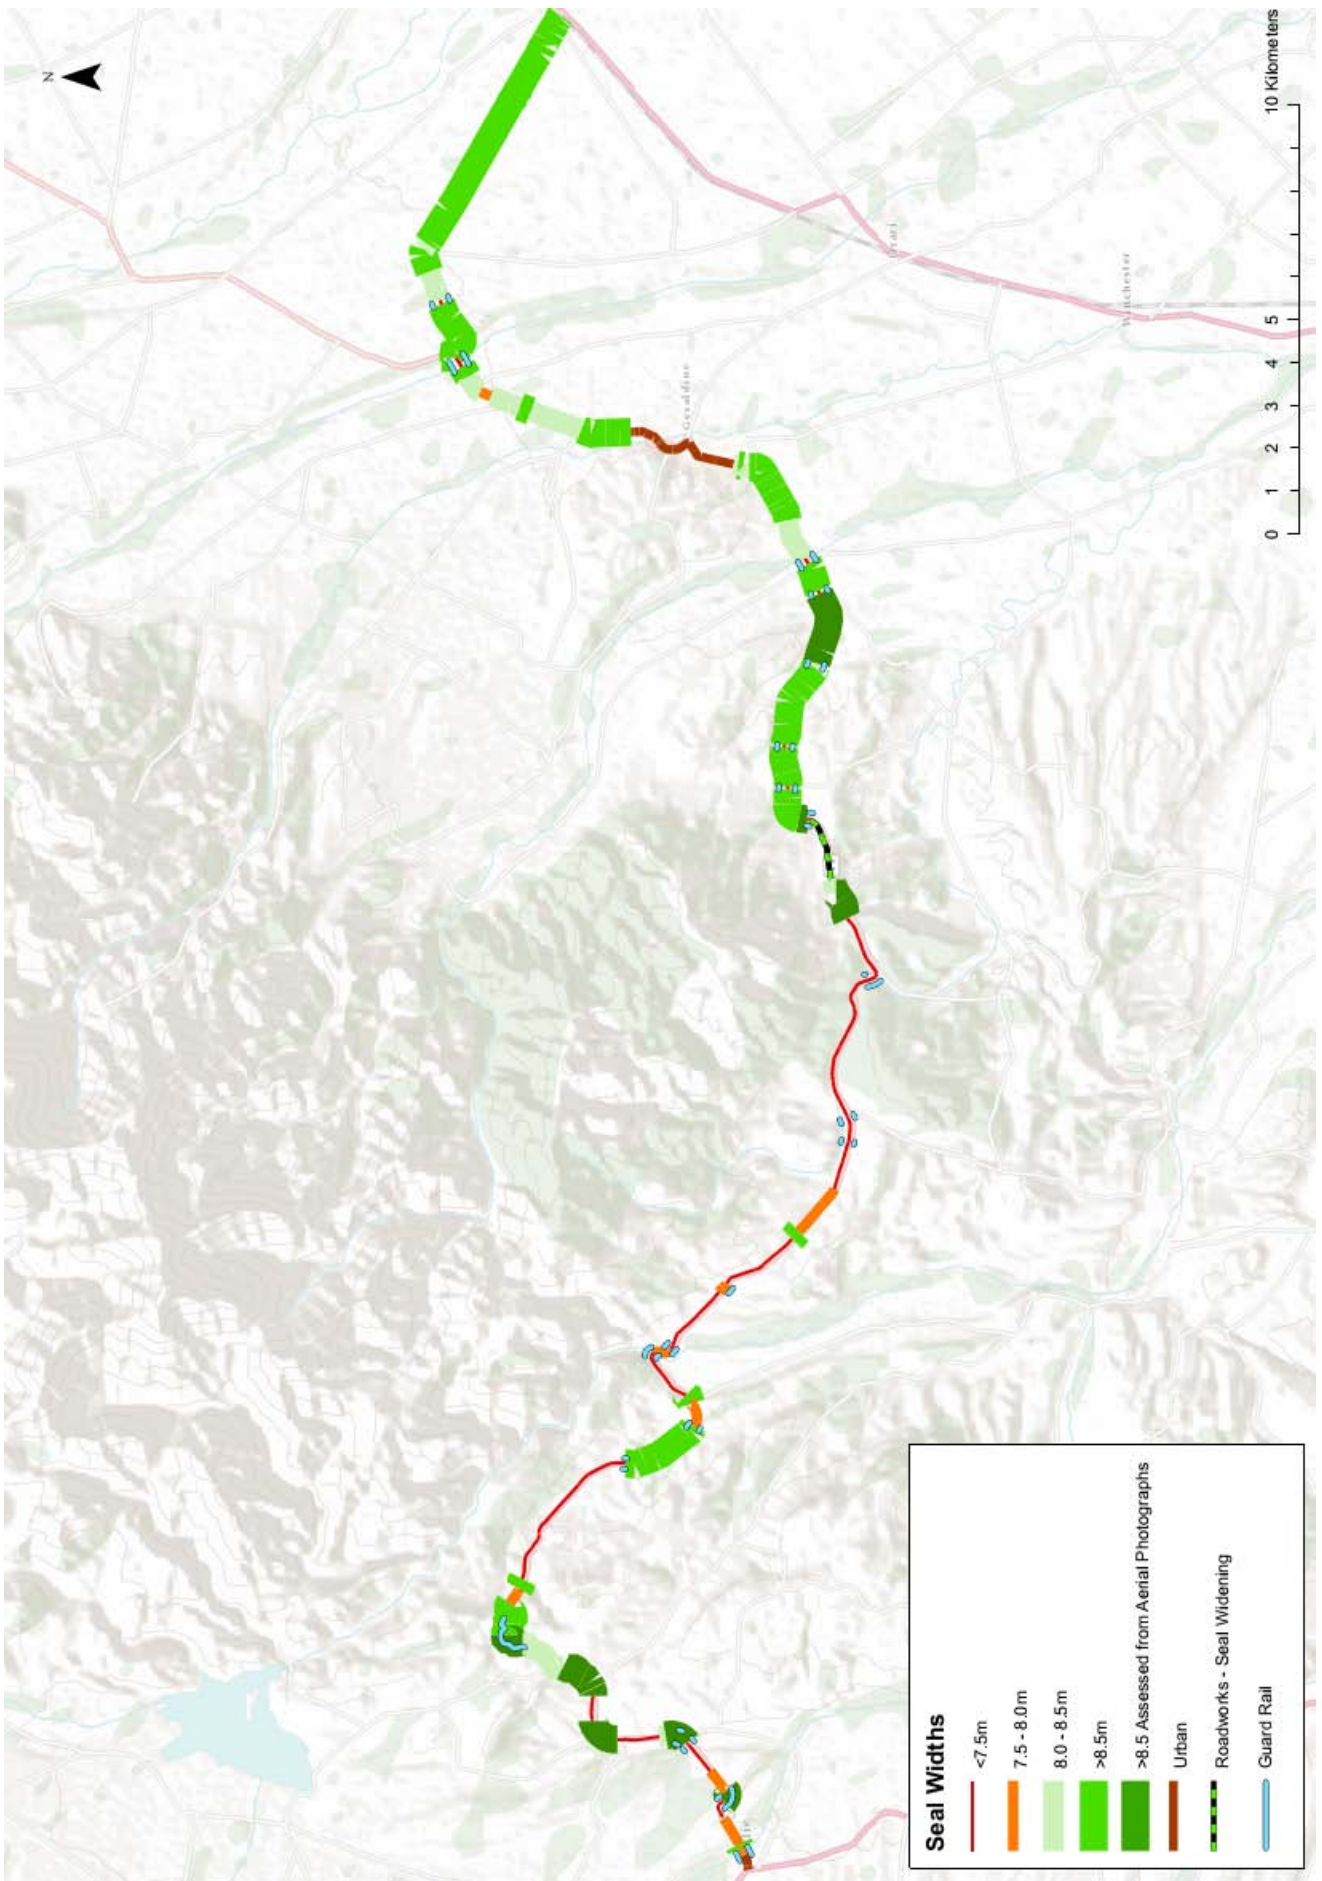 N
Geraldine
Winchester
0 1 2 3 4 5 10 Kilometers
Seal Widths
<7.5m
7.5 - 8.0m
8.0 - 8.5m
>8.5m
>8.5 Assessed from Aerial Photographs
Urban
Roadworks - Seal Widening
Guard Rail